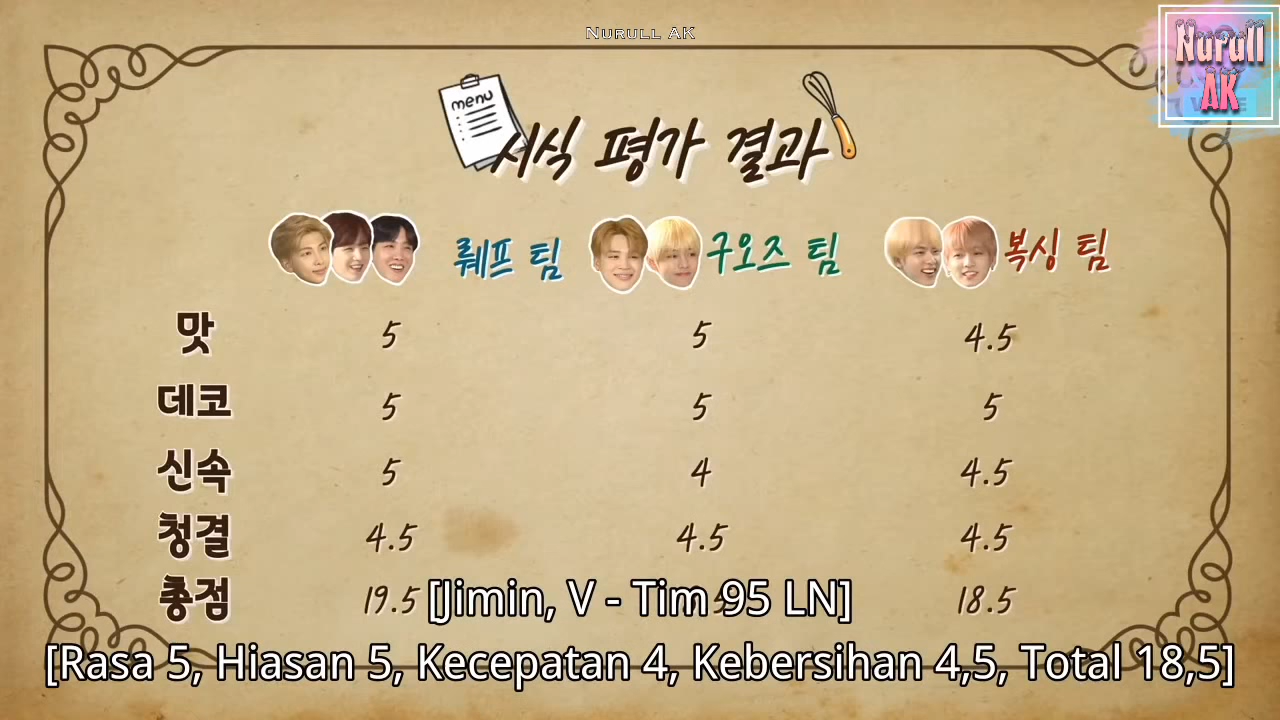 NURULL AK
Nurull
AK
menu
시식 평가 결과
뤠프 팀 구오즈 팀 복싱 팀
맛 5 5 4.5
데코 5 5 5
신속 5 4 4.5
청결 4.5 4.5 4.5
총점 19.5 18.5
[Jimin, V - Tim 95 LN]
[Rasa 5, Hiasan 5, Kecepatan 4, Kebersihan 4,5, Total 18,5]